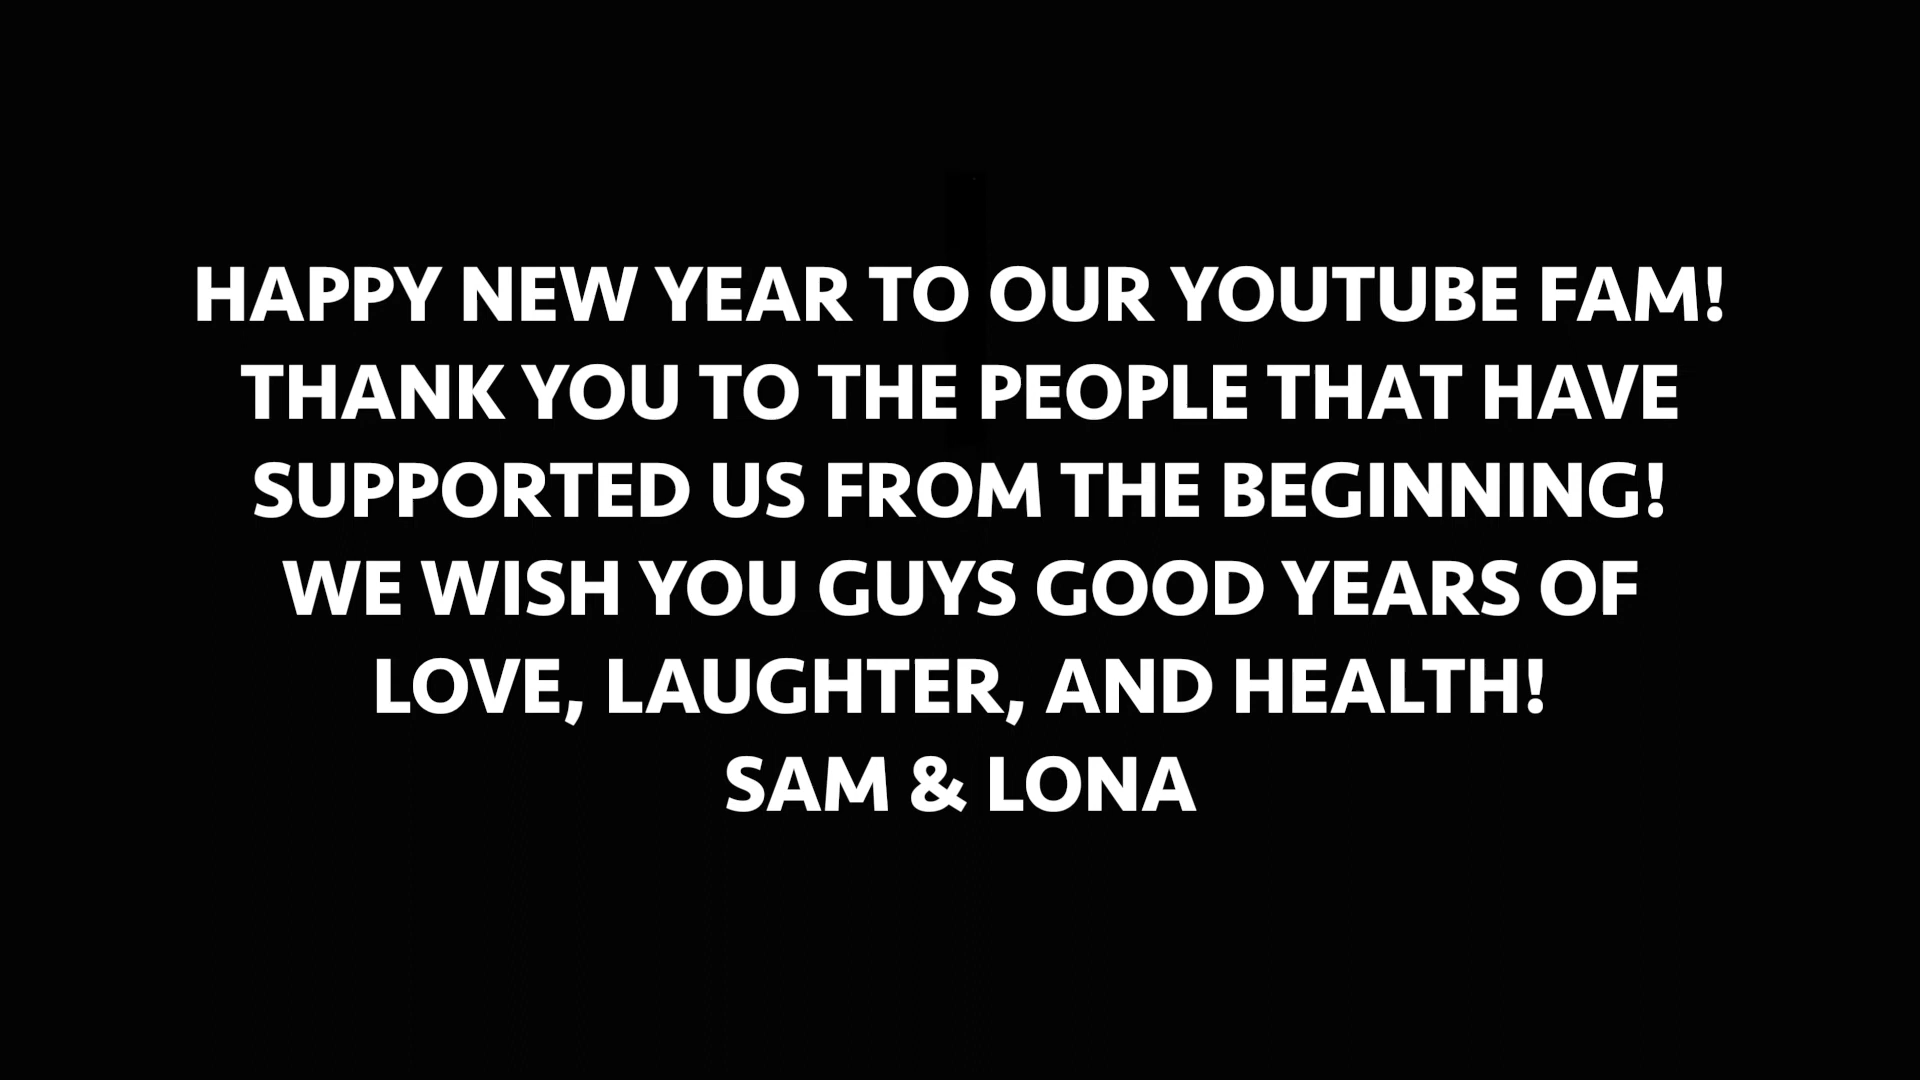 HAPPY NEW YEAR TO OUR YOUTUBE FAM!
THANK YOU TO THE PEOPLE THAT HAVE
SUPPORTED US FROM THE BEGINNING!
WE WISH YOU GUYS GOOD YEARS OF
LOVE, LAUGHTER, AND HEALTH!
SAM & LONA